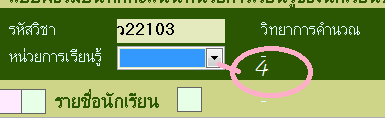 รหัสวิชา ว22103 วิทยาการคำนวณ
หน่วยการเรียนรู้ 4
รายชื่อนักเรียน